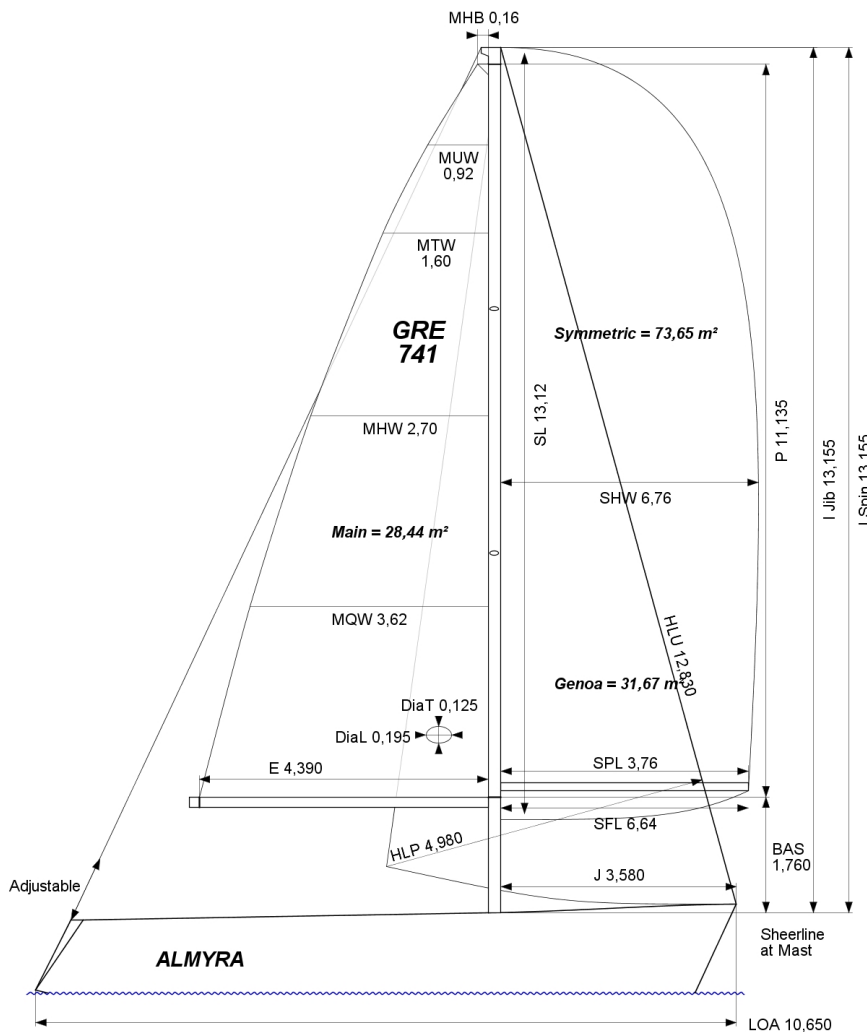 MHB 0,16
MUW
0,92
MTW
1,60
GRE
741
Symmetric = 73,65 m²
SL 13,12
P 11,135
I Jib 13,155
I Spin 13,155
MHW 2,70
SHW 6,76
Main = 28,44 m²
MQW 3,62
HLU 12,830
Genoa = 31,67 m²
DiaT 0,125
DiaL 0,195
E 4,390
SPL 3,76
SFL 6,64
HLP 4,980
BAS
1,760
J 3,580
Adjustable
Sheerline
at Mast
ALMYRA
LOA 10,650